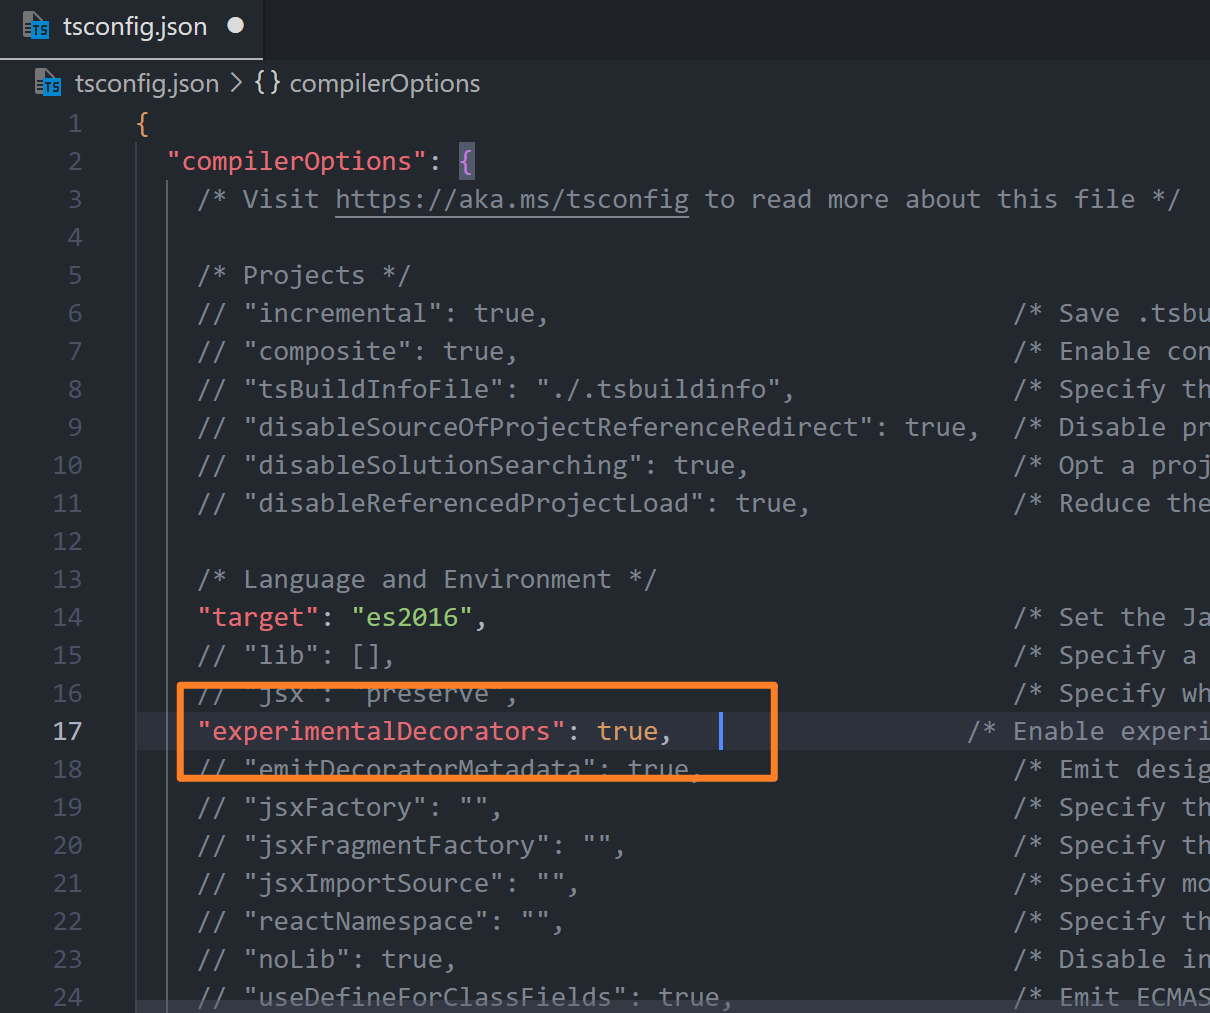 tsconfig.json
tsconfig.json > {} compilerOptions
1 {
2 "compilerOptions": {
3 /* Visit https://aka.ms/tsconfig to read more about this file */
4
5 /* Projects */
6 // "incremental": true, /* Save .tsbu
7 // "composite": true, /* Enable con
8 // "tsBuildInfoFile": "./.tsbuildinfo", /* Specify th
9 // "disableSourceOfProjectReferenceRedirect": true, /* Disable pr
10 // "disableSolutionSearching": true, /* Opt a proj
11 // "disableReferencedProjectLoad": true, /* Reduce the
12
13 /* Language and Environment */
14 "target": "es2016", /* Set the Ja
15 // "lib": [], /* Specify a
16 // "jsx": "preserve", /* Specify wh
17 "experimentalDecorators": true, /* Enable experi
18 // "emitDecoratorMetadata": true, /* Emit desig
19 // "jsxFactory": "", /* Specify th
20 // "jsxFragmentFactory": "", /* Specify th
21 // "jsxImportSource": "", /* Specify mo
22 // "reactNamespace": "", /* Specify th
23 // "noLib": true, /* Disable in
24 // "useDefineForClassFields": true, /* Emit ECMAS